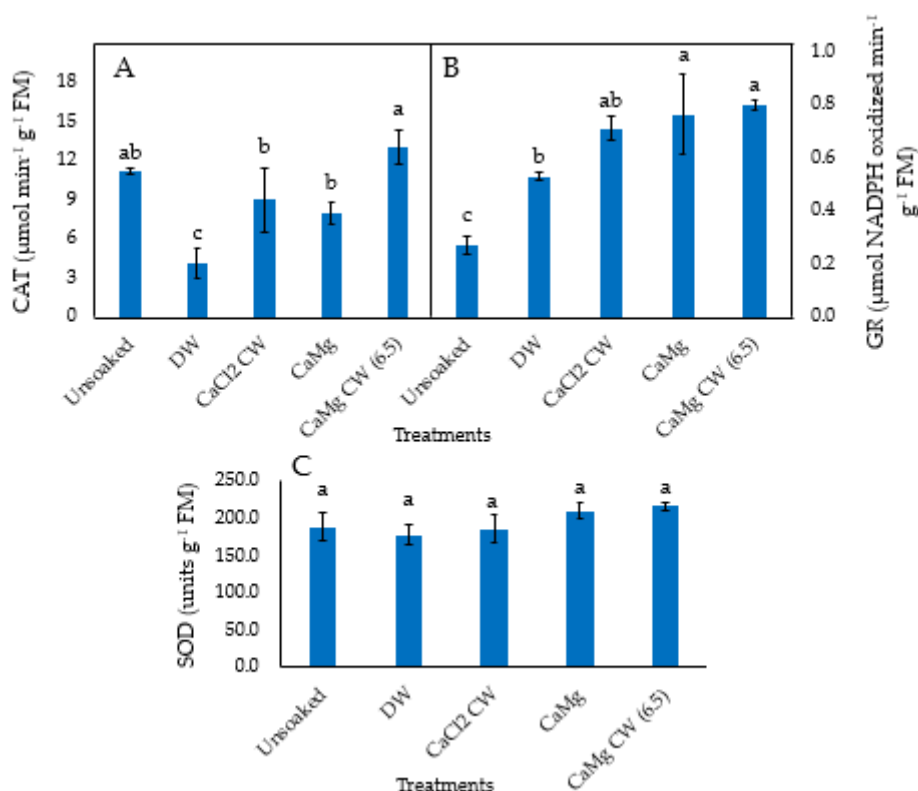 A
B
CAT (μmol min⁻¹ g⁻¹ FM)
18
15
12
9
6
3
0
ab
c
b
b
a
c
b
ab
a
a
1.0
0.8
0.6
0.4
0.2
0.0
GR (μmol NADPH oxidized min⁻¹
g⁻¹ FM)
Unsoaked
DW
CaCl2 CW
CaMg
CaMg CW (6.5)
Unsoaked
DW
CaCl2 CW
CaMg
CaMg CW (6.5)
Treatments
C
SOD (units g⁻¹ FM)
250.0
200.0
150.0
100.0
50.0
0.0
a
a
a
a
a
Unsoaked
DW
CaCl2 CW
CaMg
CaMg CW (6.5)
Treatments